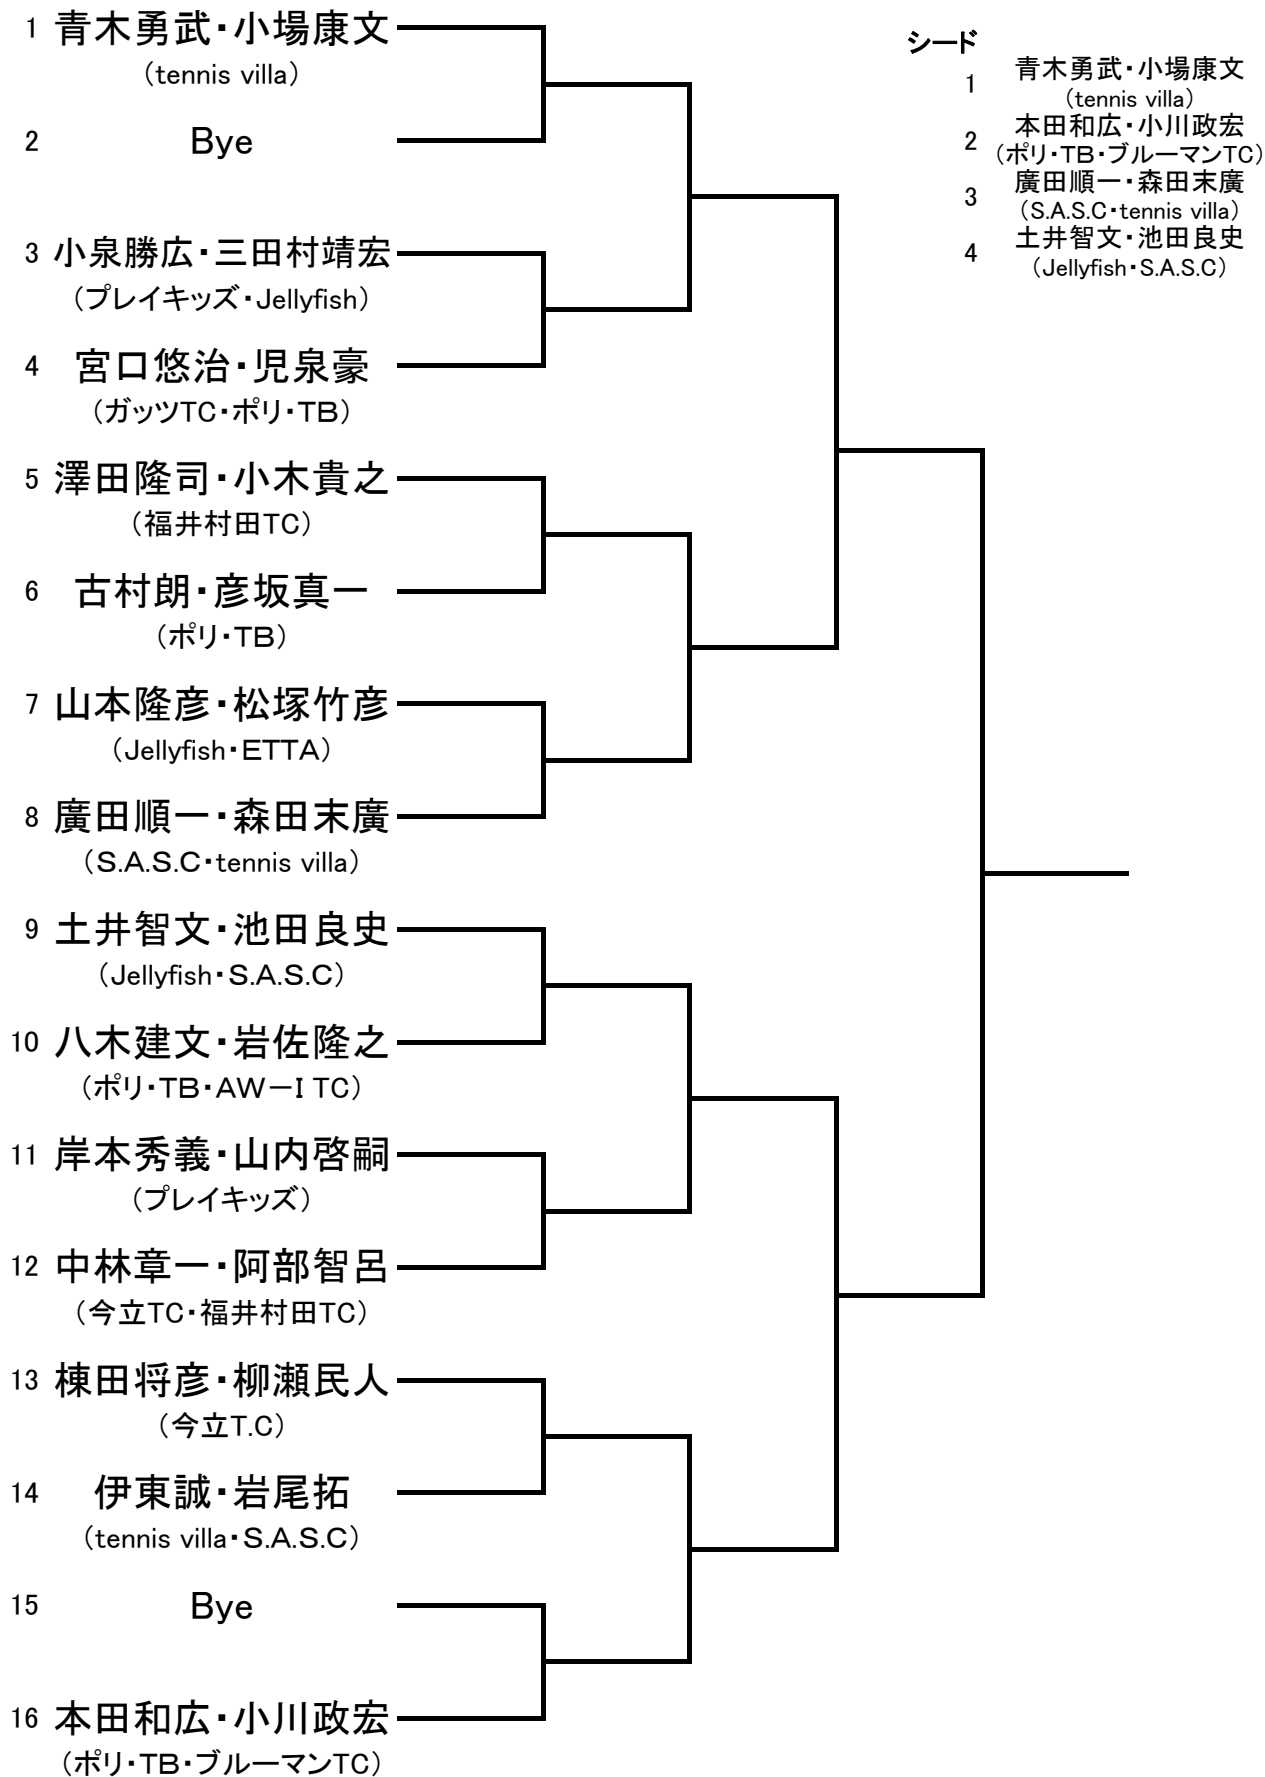 1 青木勇武・小場康文
（tennis villa）
2 Bye
3 小泉勝広・三田村靖宏
（プレイキッズ・Jellyfish）
4 宮口悠治・児泉豪
（ガッツTC・ポリ・TB）
5 澤田隆司・小木貴之
（福井村田TC）
6 古村朗・彦坂真一
（ポリ・TB）
7 山本隆彦・松塚竹彦
（Jellyfish・ETTA）
8 廣田順一・森田末廣
（S.A.S.C・tennis villa）
9 土井智文・池田良史
（Jellyfish・S.A.S.C）
10 八木建文・岩佐隆之
（ポリ・TB・AW－I TC）
11 岸本秀義・山内啓嗣
（プレイキッズ）
12 中林章一・阿部智呂
（今立TC・福井村田TC）
13 棟田将彦・柳瀬民人
（今立T.C）
14 伊東誠・岩尾拓
（tennis villa・S.A.S.C）
15 Bye
16 本田和広・小川政宏
（ポリ・TB・ブルーマンTC）
シード
1 青木勇武・小場康文
（tennis villa）
2 本田和広・小川政宏
（ポリ・TB・ブルーマンTC）
3 廣田順一・森田末廣
（S.A.S.C・tennis villa）
4 土井智文・池田良史
（Jellyfish・S.A.S.C）